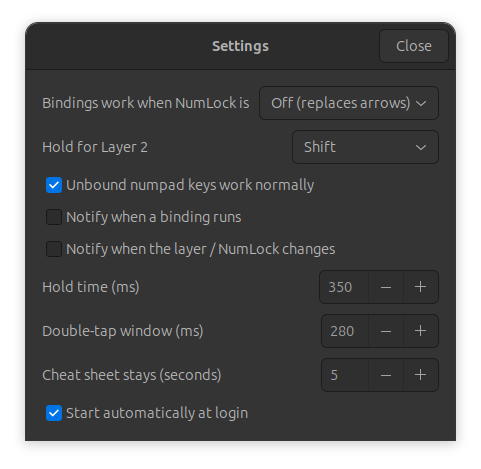 Settings
Close
Bindings work when NumLock is
Off (replaces arrows)
Hold for Layer 2
Shift
Unbound numpad keys work normally
Notify when a binding runs
Notify when the layer / NumLock changes
Hold time (ms)
350
Double-tap window (ms)
280
Cheat sheet stays (seconds)
5
Start automatically at login